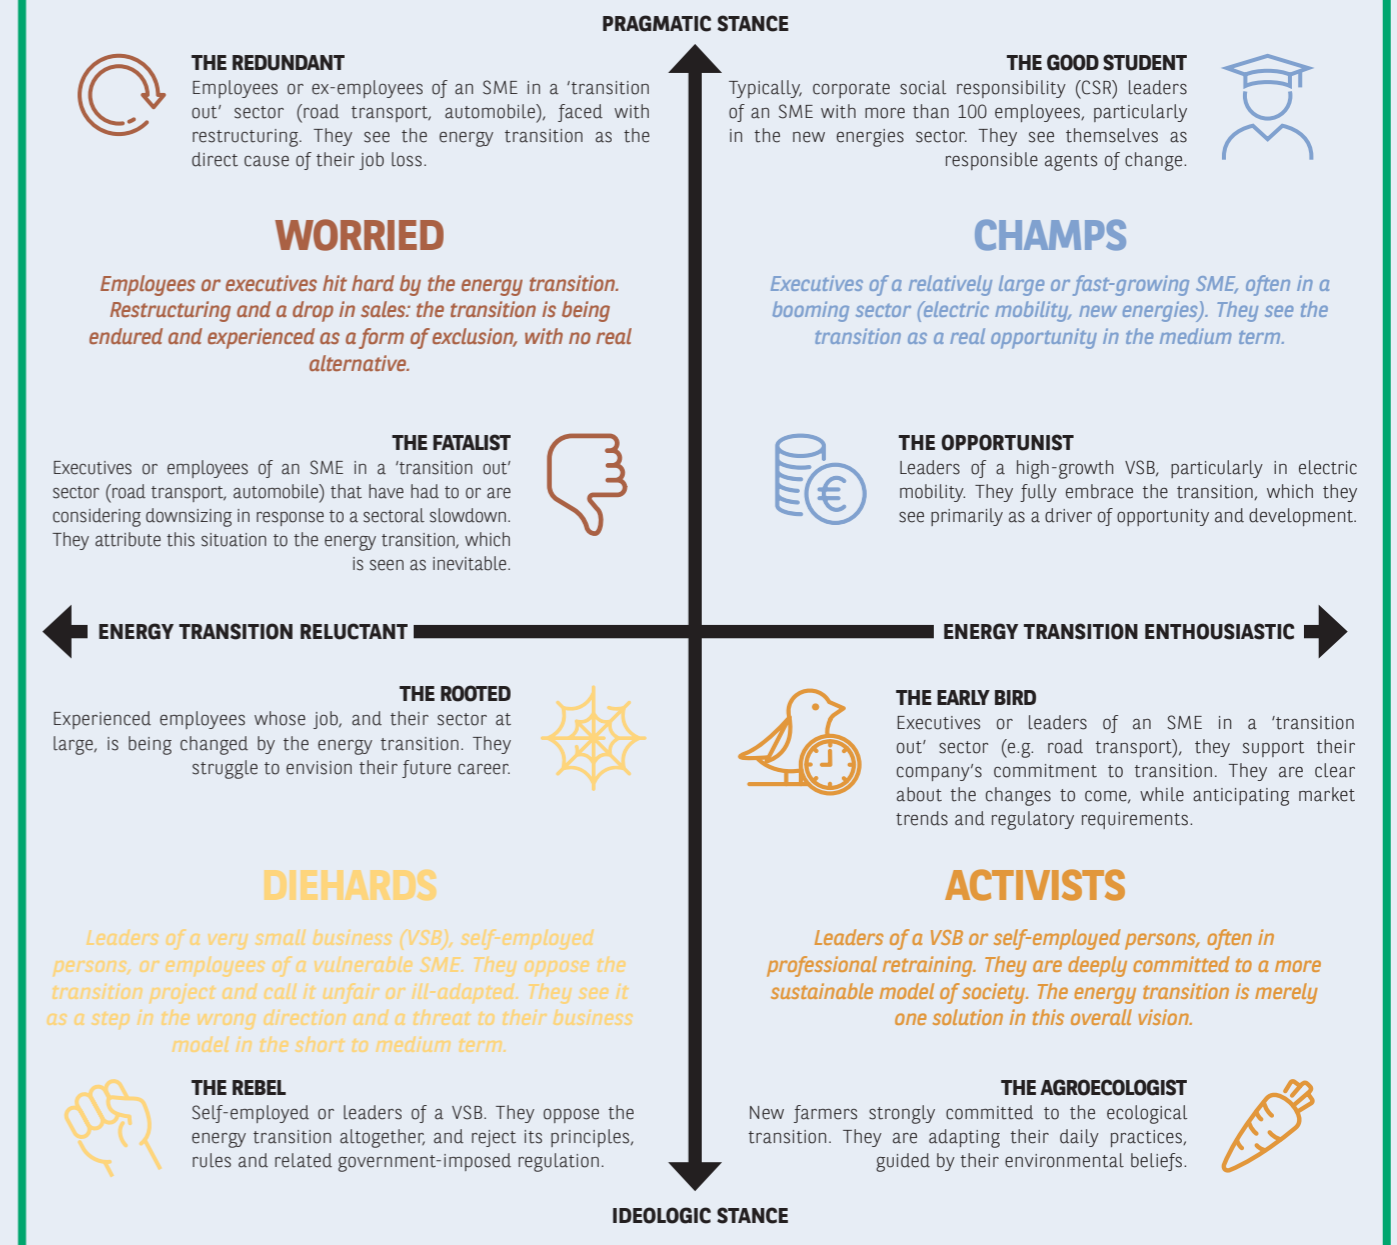 PRAGMATIC STANCE
THE REDUNDANT
Employees or ex-employees of an SME in a ‘transition
out’ sector (road transport, automobile), faced with
restructuring. They see the energy transition as the
direct cause of their job loss.
THE GOOD STUDENT
Typically, corporate social responsibility (CSR) leaders
of an SME with more than 100 employees, particularly
in the new energies sector. They see themselves as
responsible agents of change.
WORRIED
Employees or executives hit hard by the energy transition.
Restructuring and a drop in sales: the transition is being
endured and experienced as a form of exclusion, with no real
alternative.
CHAMPS
Executives of a relatively large or fast-growing SME, often in a
booming sector (electric mobility, new energies). They see the
transition as a real opportunity in the medium term.
THE FATALIST
Executives or employees of an SME in a ‘transition out’
sector (road transport, automobile) that have had to or are
considering downsizing in response to a sectoral slowdown.
They attribute this situation to the energy transition, which
is seen as inevitable.
THE OPPORTUNIST
Leaders of a high-growth VSB, particularly in electric
mobility. They fully embrace the transition, which they
see primarily as a driver of opportunity and development.
ENERGY TRANSITION RELUCTANT
ENERGY TRANSITION ENTHOUSIASTIC
THE ROOTED
Experienced employees whose job, and their sector at
large, is being changed by the energy transition. They
struggle to envision their future career.
THE EARLY BIRD
Executives or leaders of an SME in a ‘transition
out’ sector (e.g. road transport), they support their
company’s commitment to transition. They are clear
about the changes to come, while anticipating market
trends and regulatory requirements.
DIEHARDS
Leaders of a very small business (VSB), self-employed
persons, or employees of a vulnerable SME. They oppose the
transition project and call it unfair or ill-adapted. They see it
as a step in the wrong direction and a threat to their business
model in the short to medium term.
ACTIVISTS
Leaders of a VSB or self-employed persons, often in
professional retraining. They are deeply committed to a more
sustainable model of society. The energy transition is merely
one solution in this overall vision.
THE REBEL
Self-employed or leaders of a VSB. They oppose the
energy transition altogether, and reject its principles,
rules and related government-imposed regulation.
THE AGROECOLOGIST
New farmers strongly committed to the ecological
transition. They are adapting their daily practices,
guided by their environmental beliefs.
IDEOLOGIC STANCE